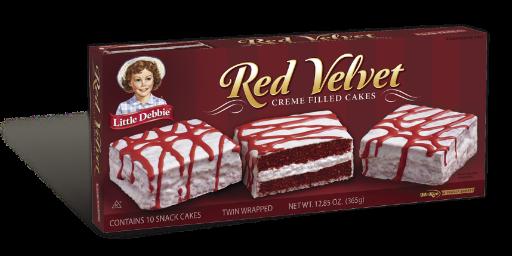 Little Debbie®
Red Velvet
CREME FILLED CAKES
CONTAINS 10 SNACK CAKES TWIN WRAPPED NET WT. 12.85 OZ. (365g)